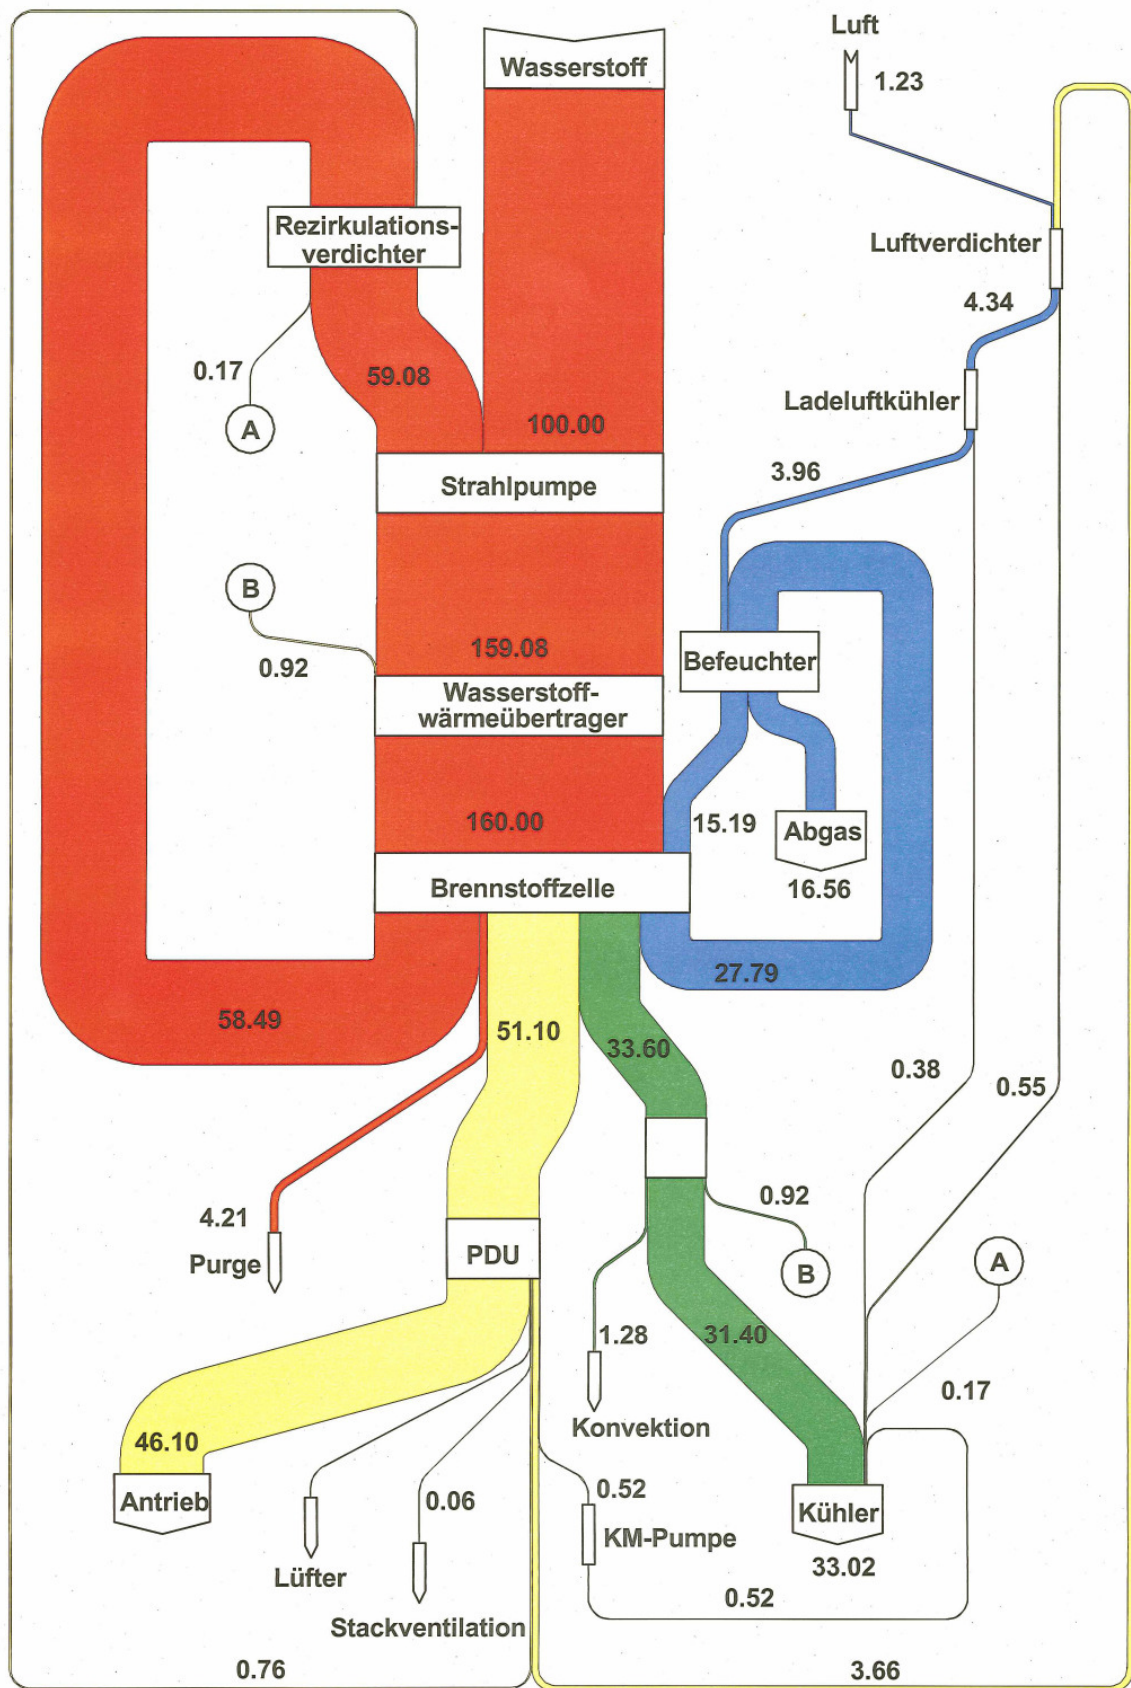 Luft
1.23
Wasserstoff
Rezirkulations-
verdichter
Luftverdichter
4.34
0.17
59.08
A
100.00
Ladeluftkühler
3.96
Strahlpumpe
B
0.92
159.08
Befeuchter
Wasserstoff-
wärmeübertrager
160.00
15.19
Abgas
16.56
Brennstoffzelle
27.79
58.49
51.10
33.60
0.38
0.55
4.21
Purge
PDU
0.92
B
A
1.28
31.40
0.17
Konvektion
46.10
Antrieb
0.06
0.52
KM-Pumpe
Kühler
33.02
Lüfter
Stackventilation
0.52
0.76
3.66